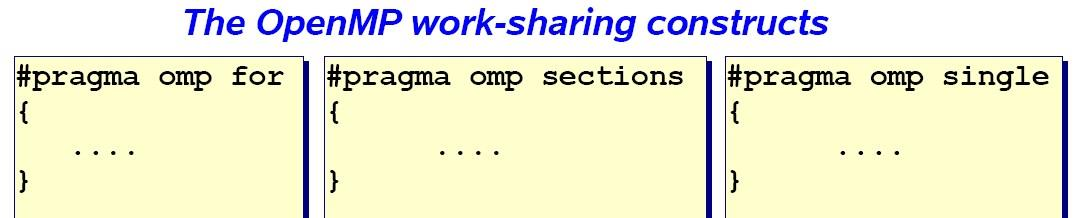 The OpenMP work-sharing constructs
#pragma omp for
{
....
}
#pragma omp sections
{
....
}
#pragma omp single
{
....
}